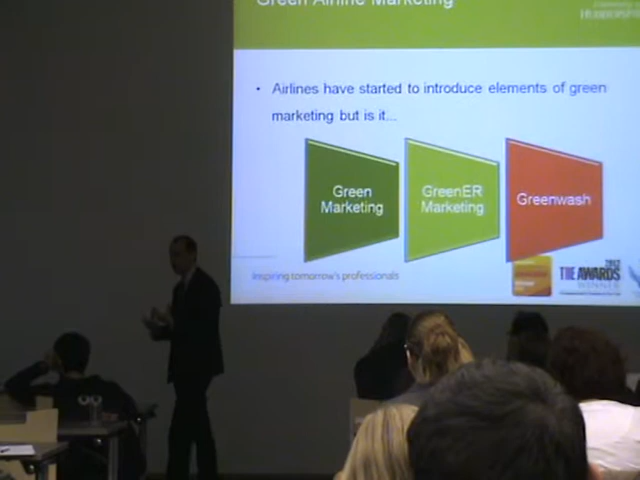 Green Airline Marketing
• Airlines have started to introduce elements of green
marketing but is it...
Green
Marketing
GreenER
Marketing
Greenwash
Inspiring tomorrow's professionals
THE AWARDS
WINNER